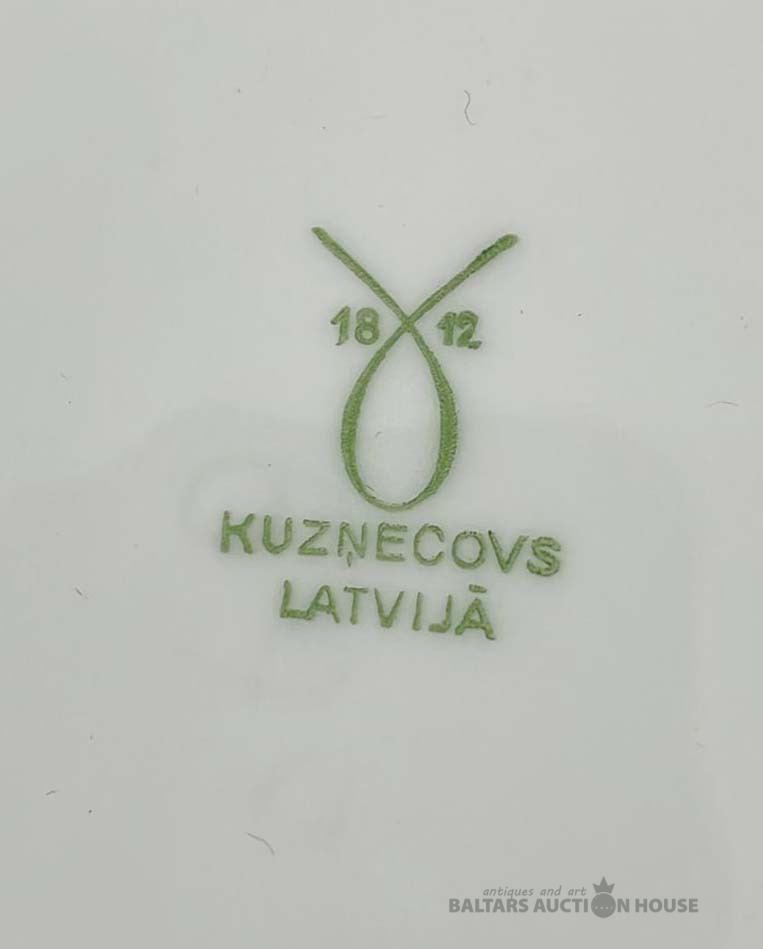 18 12
KUZŅECOVS
LATVIJĀ
antiques and art
BALTARS AUCTION HOUSE